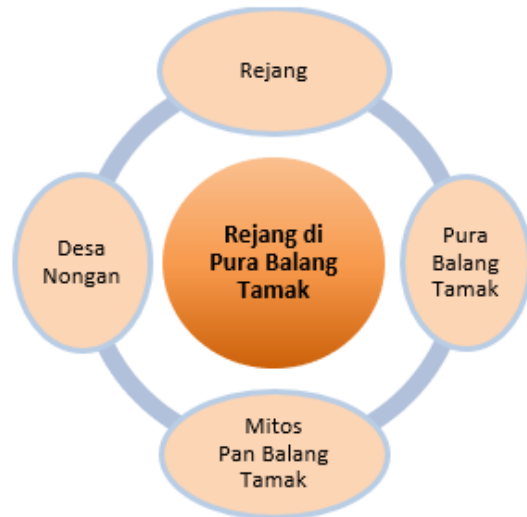 Rejang
Desa
Nongan
Rejang di
Pura Balang
Tamak
Pura
Balang
Tamak
Mitos
Pan Balang
Tamak